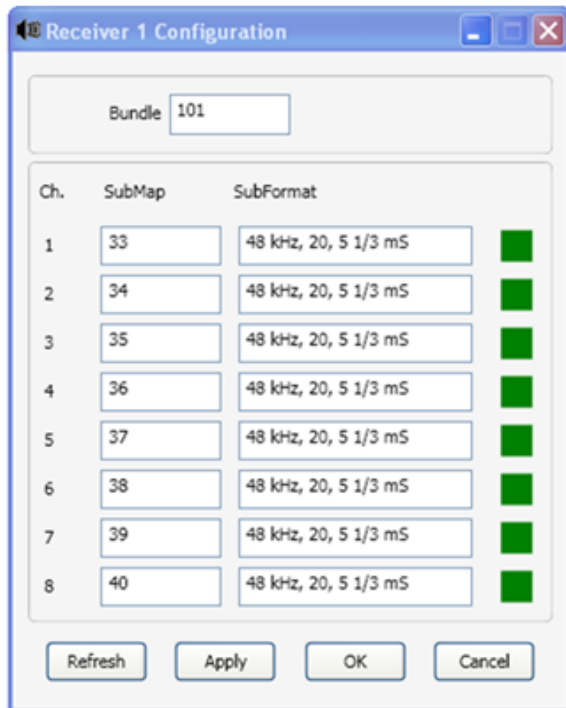 Receiver 1 Configuration
Bundle 101
Ch. SubMap SubFormat
1 33 48 kHz, 20, 5 1/3 mS
2 34 48 kHz, 20, 5 1/3 mS
3 35 48 kHz, 20, 5 1/3 mS
4 36 48 kHz, 20, 5 1/3 mS
5 37 48 kHz, 20, 5 1/3 mS
6 38 48 kHz, 20, 5 1/3 mS
7 39 48 kHz, 20, 5 1/3 mS
8 40 48 kHz, 20, 5 1/3 mS
Refresh Apply OK Cancel